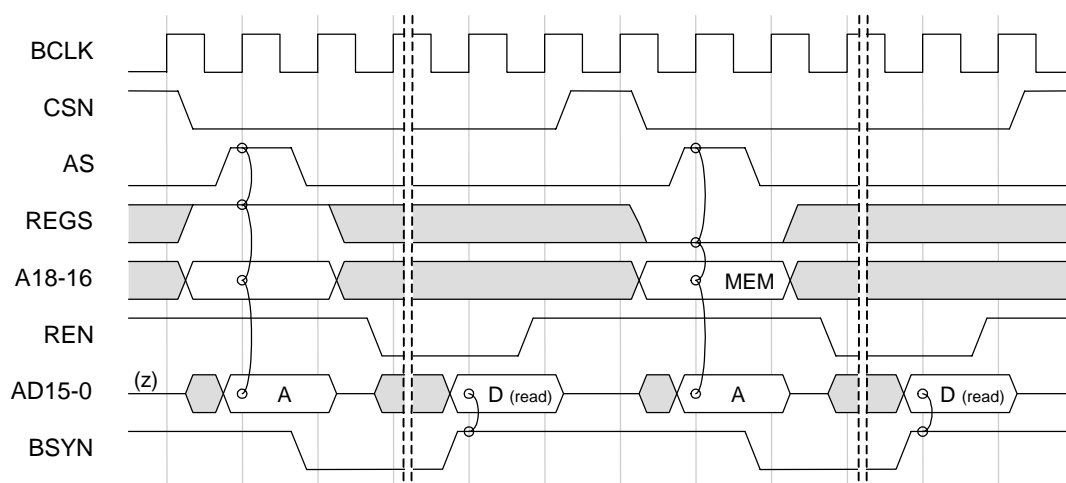 BCLK
CSN
AS
REGS
A18-16 MEM
REN
AD15-0 (z) A D (read) A D (read)
BSYN